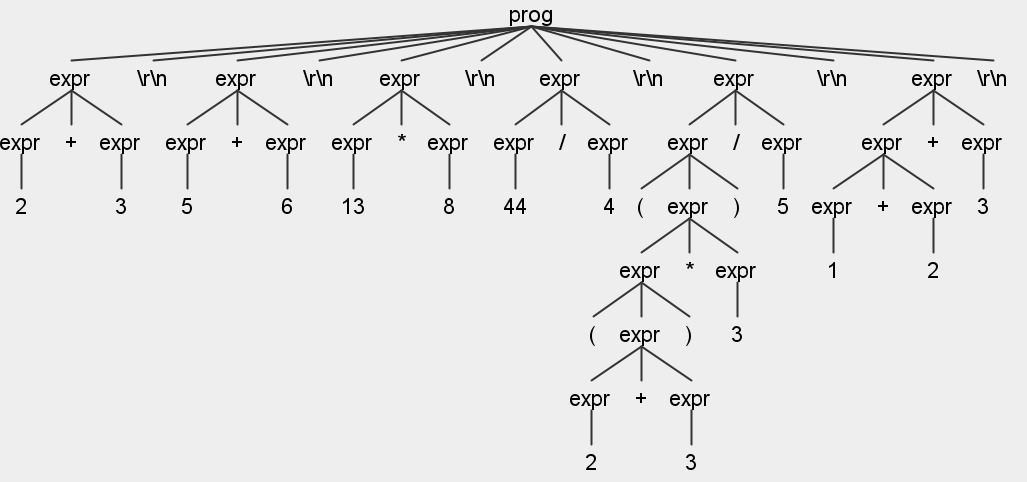 prog
expr \r\n expr \r\n expr \r\n expr \r\n expr \r\n expr \r\n
expr + expr expr + expr expr * expr expr / expr expr / expr expr + expr
2 3 5 6 13 8 44 4 ( expr ) 5 expr + expr 3
expr * expr 1 2
( expr ) 3
expr + expr
2 3